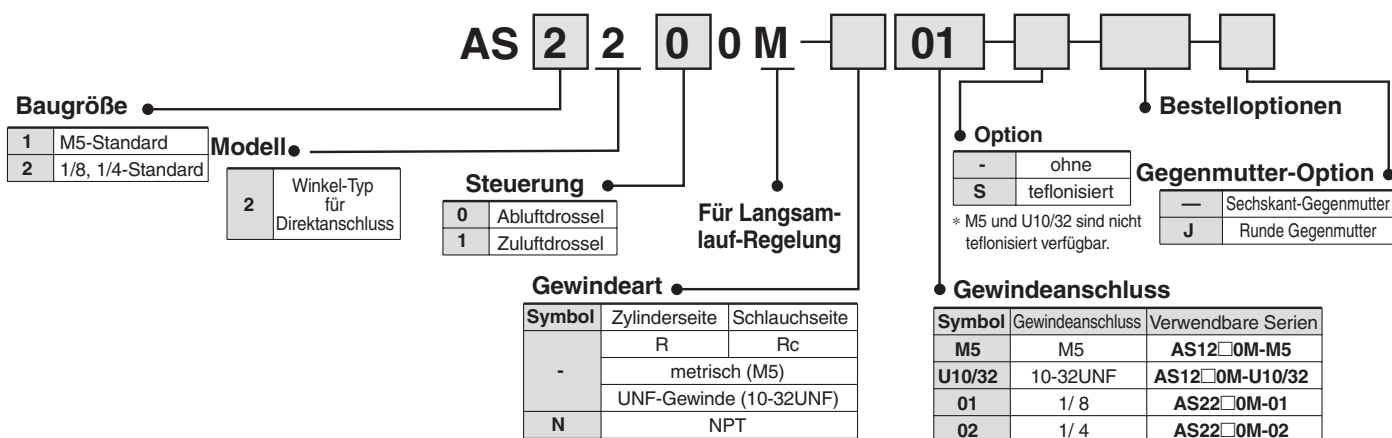 AS 2 2 0 0 M - 01 - - -
Baugröße
1 M5-Standard
2 1/8, 1/4-Standard
Modell
2 Winkel-Typ
für
Direktanschluss
Steuerung
0 Abluftdrossel
1 Zuluftdrossel
Für Langsam-
lauf-Regelung
Option
- ohne
S teflonisiert
* M5 und U10/32 sind nicht
teflonisiert verfügbar.
Bestelloptionen
Gegenmutter-Option
— Sechskant-Gegenmutter
J Runde Gegenmutter
Gewindeart
Symbol Zylinderseite Schlauchseite
- R Rc
metrisch (M5)
UNF-Gewinde (10-32UNF)
N NPT
Gewindeanschluss
Symbol Gewindeanschluss Verwendbare Serien
M5 M5 AS12□0M-M5
U10/32 10-32UNF AS12□0M-U10/32
01 1/ 8 AS22□0M-01
02 1/ 4 AS22□0M-02